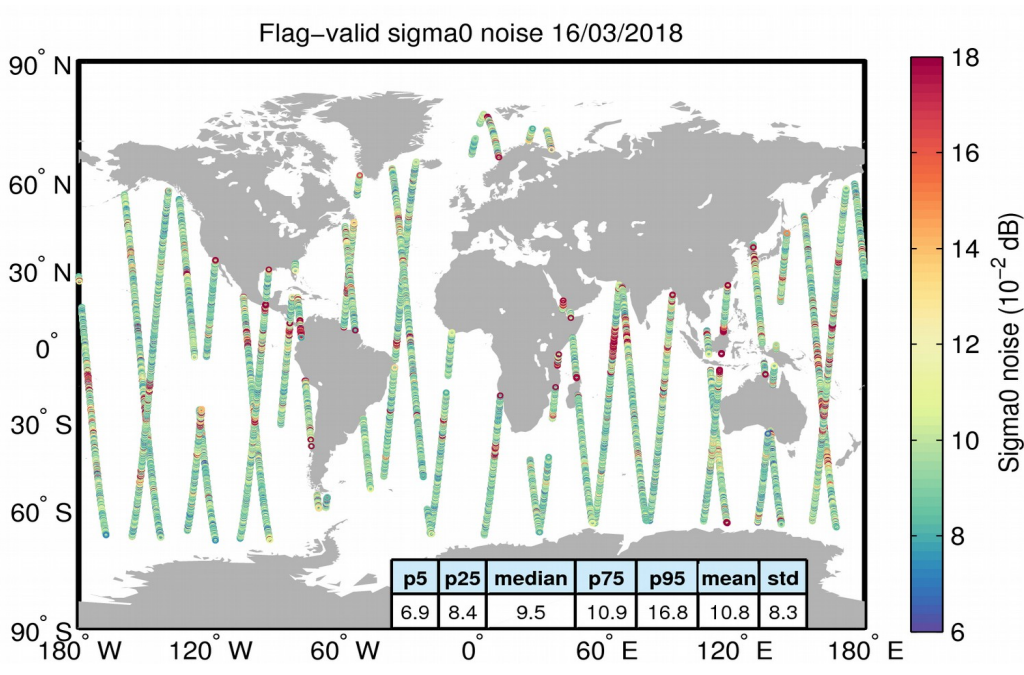 Flag−valid sigma0 noise 16/03/2018
90° N
60° N
30° N
0°
30° S
60° S
90° S
180° W 120° W 60° W 0° 60° E 120° E 180° E
p5 p25 median p75 p95 mean std
6.9 8.4 9.5 10.9 16.8 10.8 8.3
18
16
14
12
10
8
6
Sigma0 noise (10⁻² dB)